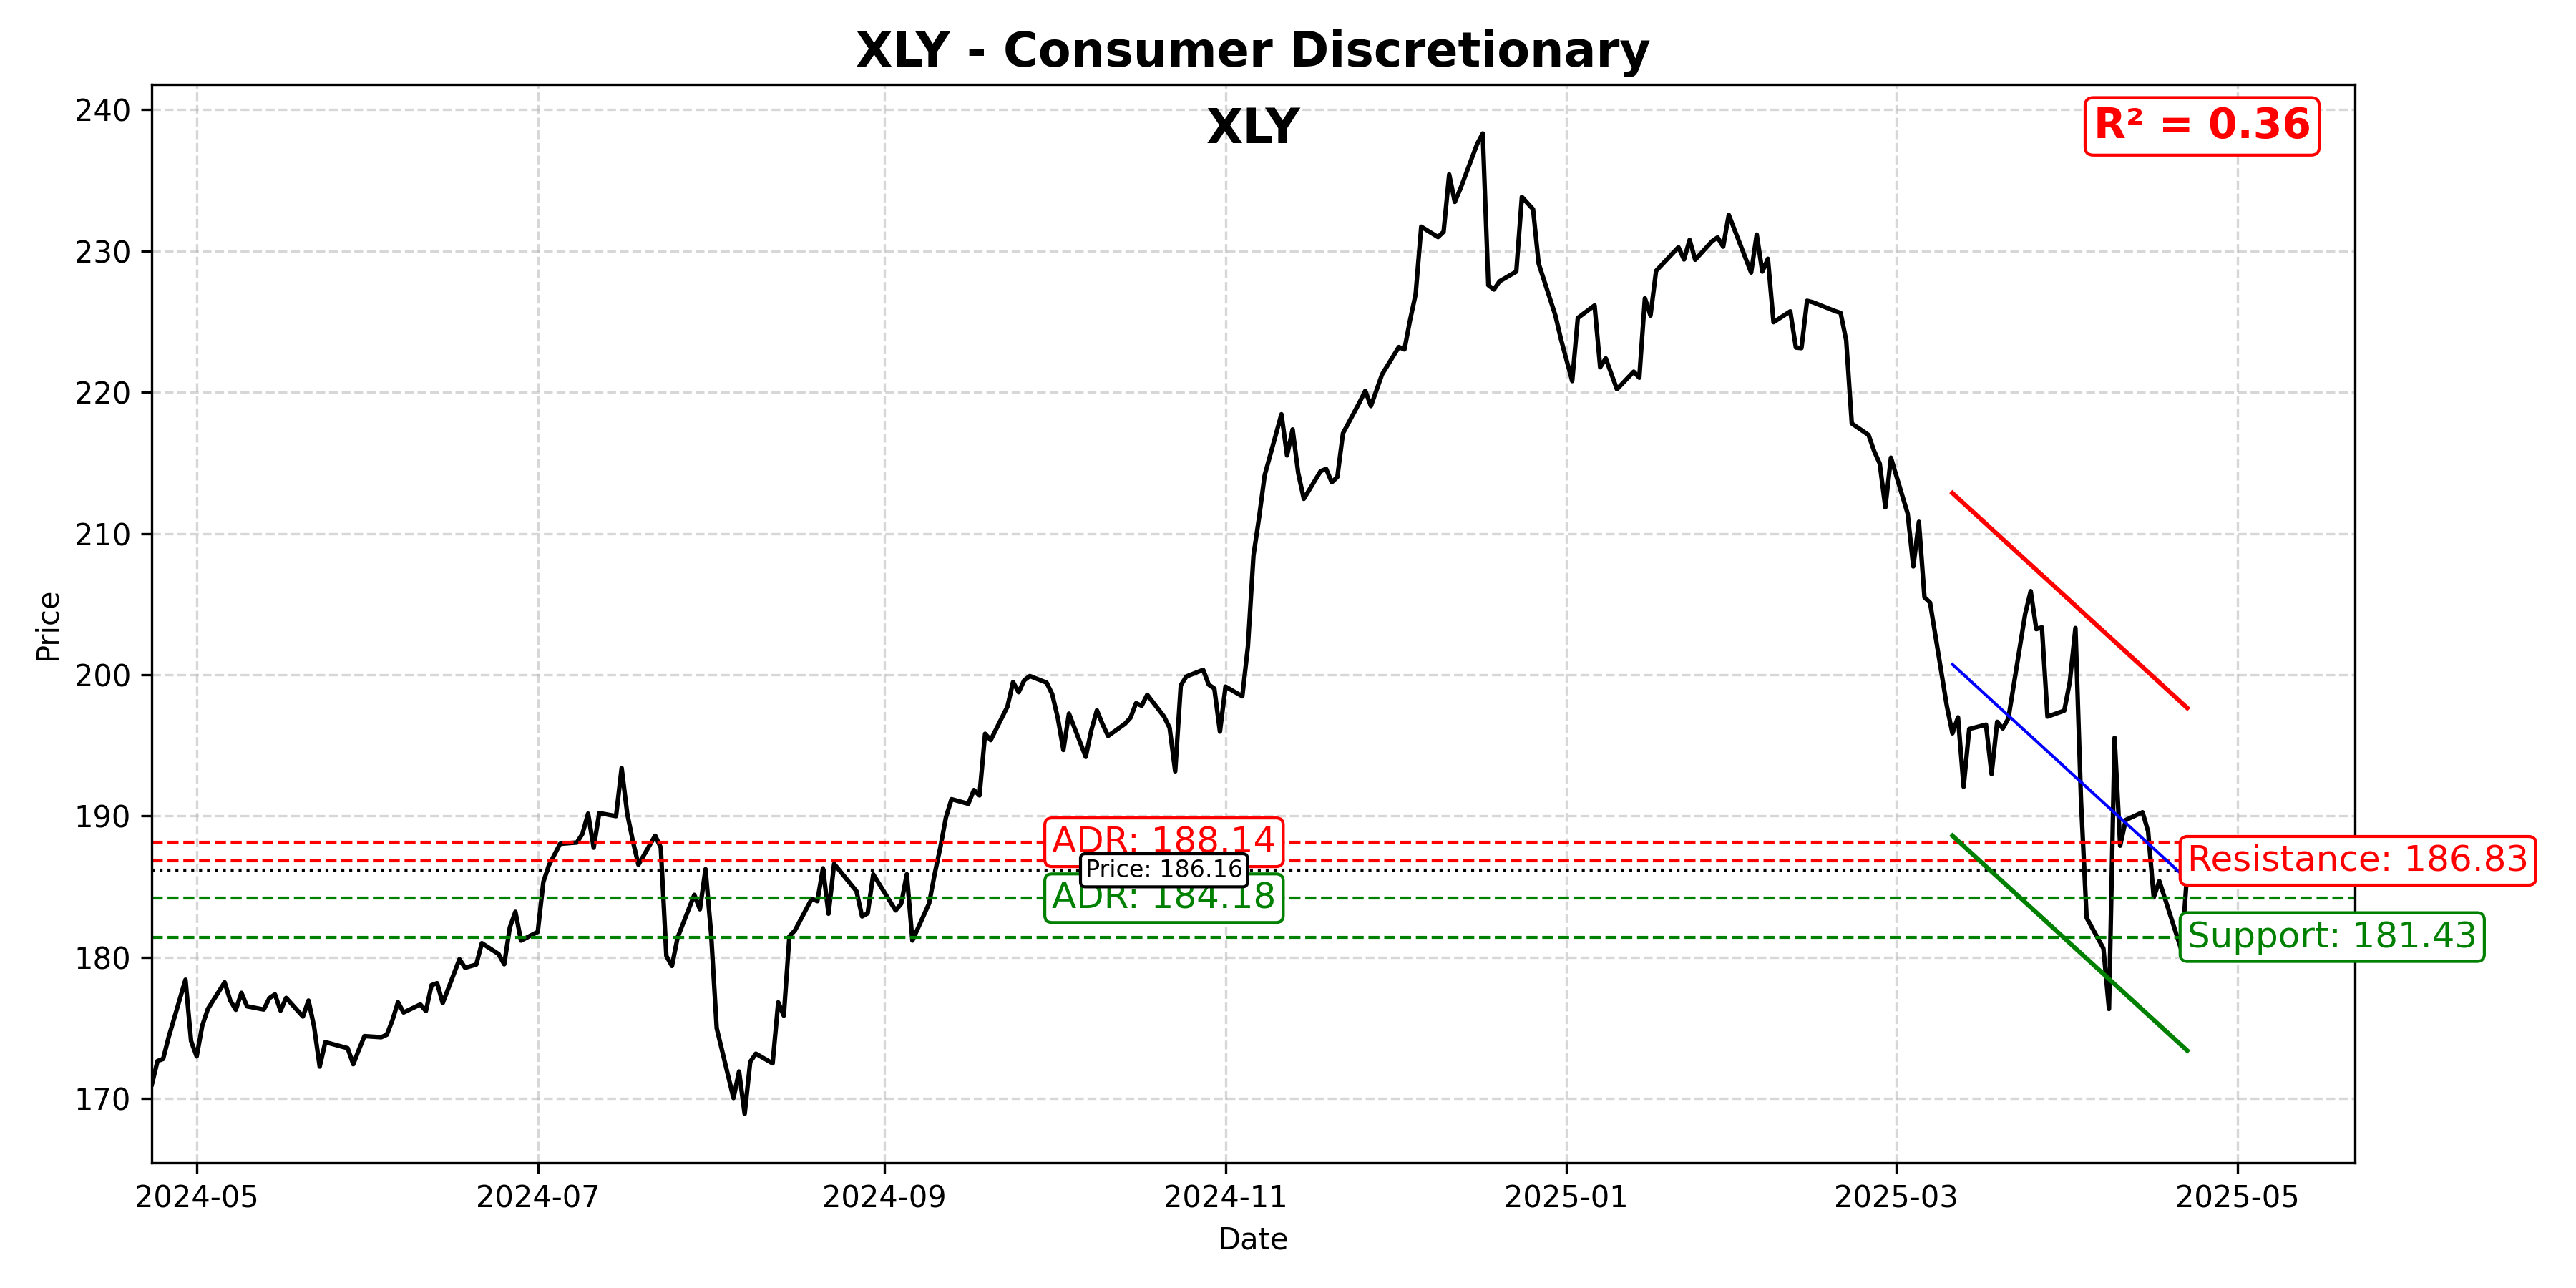 XLY - Consumer Discretionary
XLY
R² = 0.36
240
230
220
210
200
190
180
170
Price
ADR: 188.14
Price: 186.16
ADR: 184.18
Resistance: 186.83
Support: 181.43
2024-05
2024-07
2024-09
2024-11
2025-01
2025-03
2025-05
Date